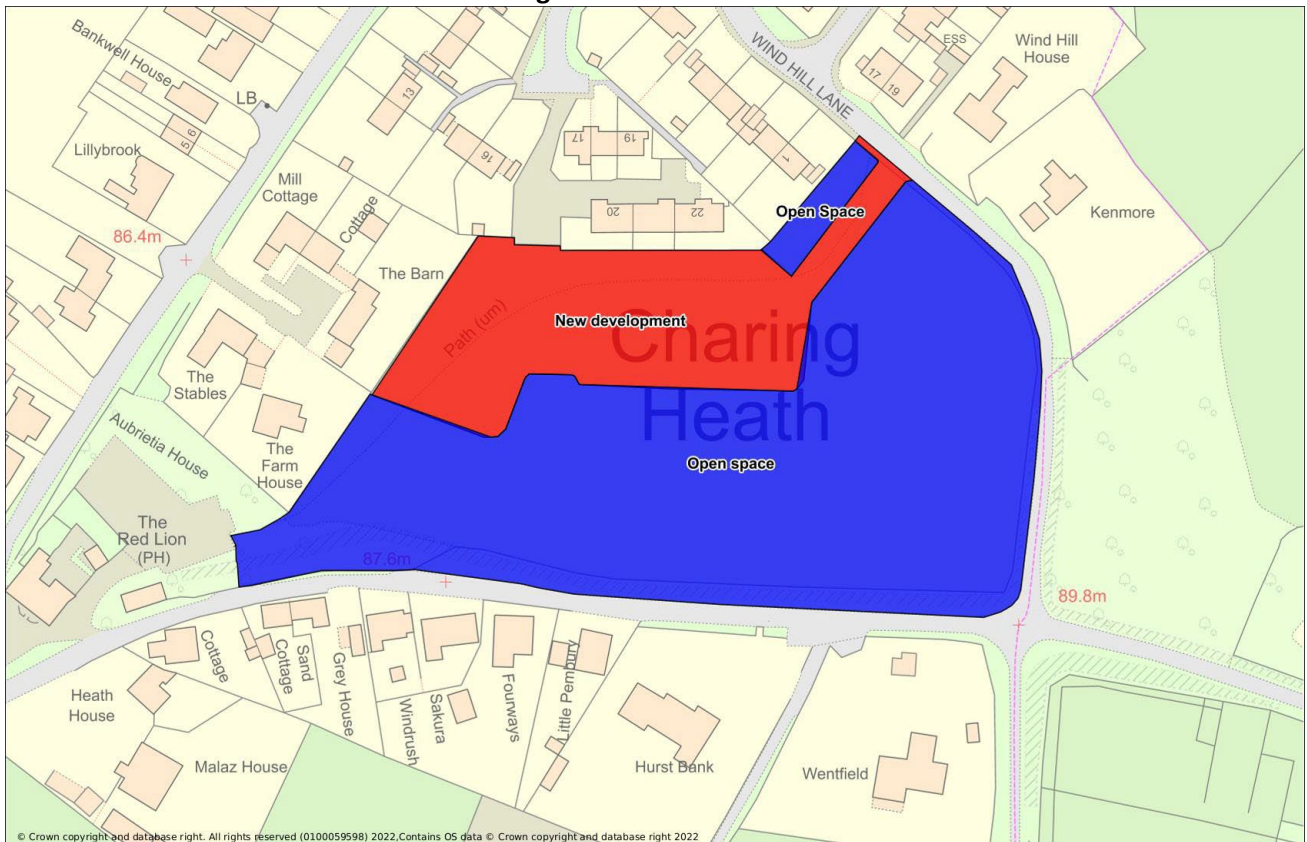 Bankwell House
LB
5
6
Lillybrook
13
16
17
19
WIND HILL LANE
17
19
ESS
Wind Hill
House
1
Mill
Cottage
Cottage
20
22
Open Space
Kenmore
86.4m
The Barn
Path (um)
New development
Charing
Heath
The
Stables
Aubrietia House
The
Farm
House
Open space
The
Red Lion
(PH)
87.6m
89.8m
Cottage
Sand
Cottage
Grey House
Windrush
Sakura
Fourways
Little Pembury
Heath
House
Malaz House
Hurst Bank
Wentfield
© Crown copyright and database right. All rights reserved (0100059598) 2022,Contains OS data © Crown copyright and database right 2022